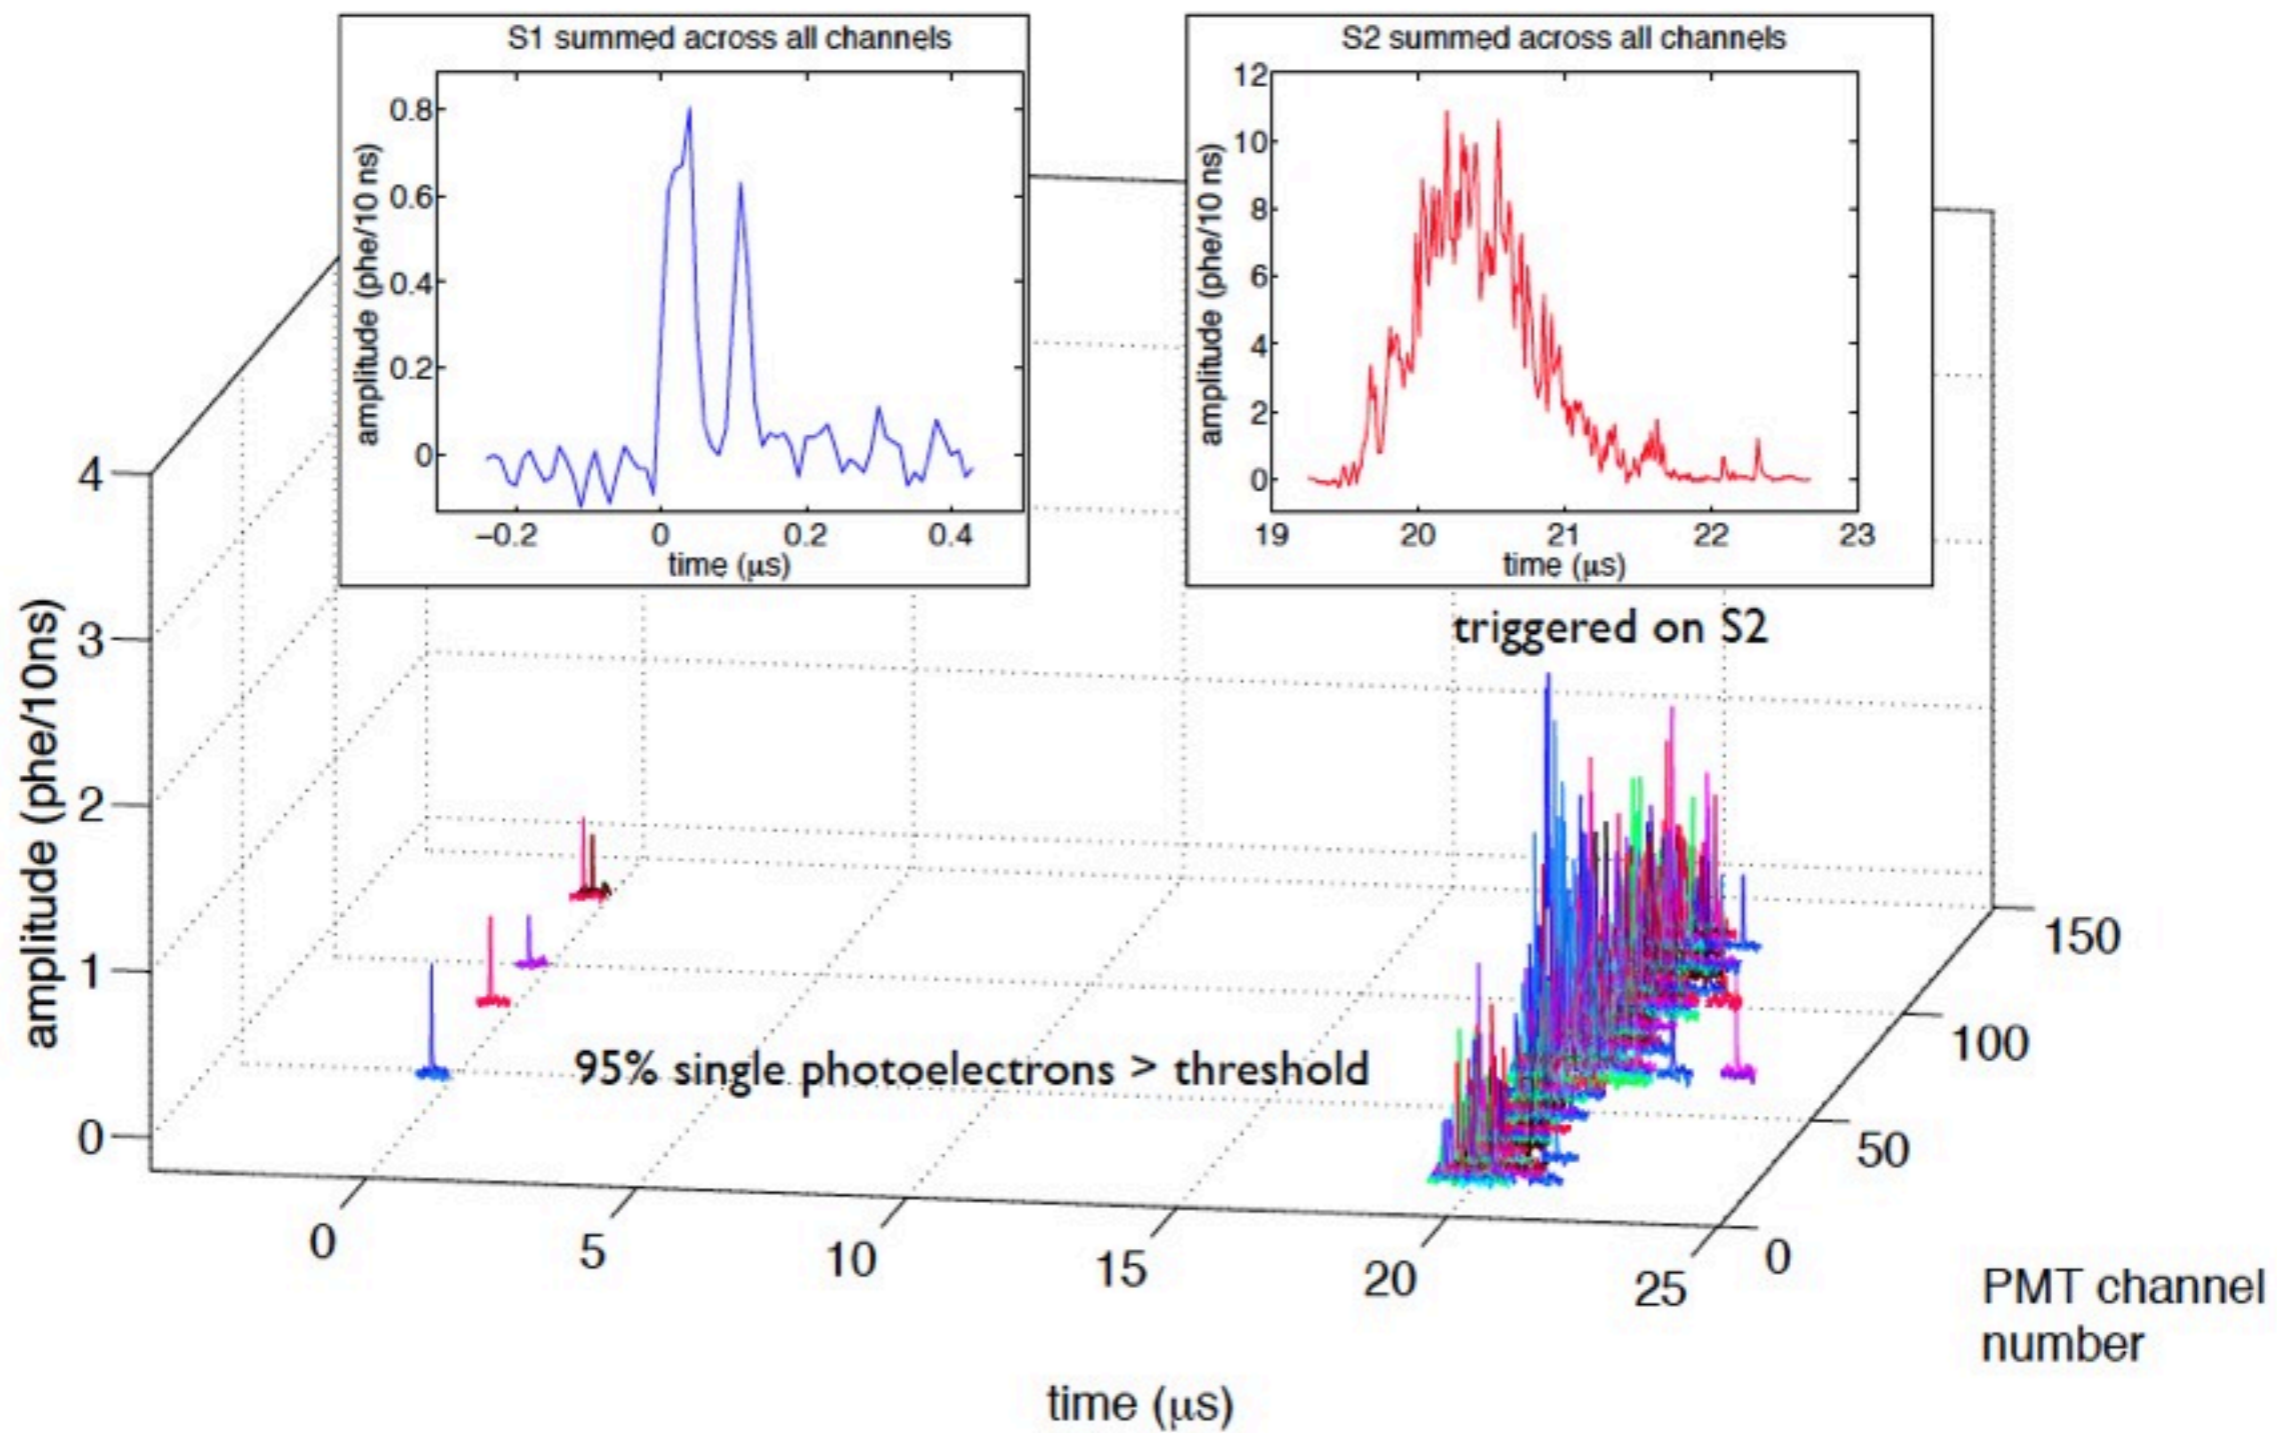 S1 summed across all channels
amplitude (phe/10 ns)
0.8
0.6
0.4
0.2
0
−0.2 0 0.2 0.4
time (μs)
S2 summed across all channels
amplitude (phe/10 ns)
12
10
8
6
4
2
0
19 20 21 22 23
time (μs)
triggered on S2
amplitude (phe/10ns)
4
3
2
1
0
95% single photoelectrons > threshold
0 5 10 15 20 25
time (μs)
150
100
50
0
PMT channel
number